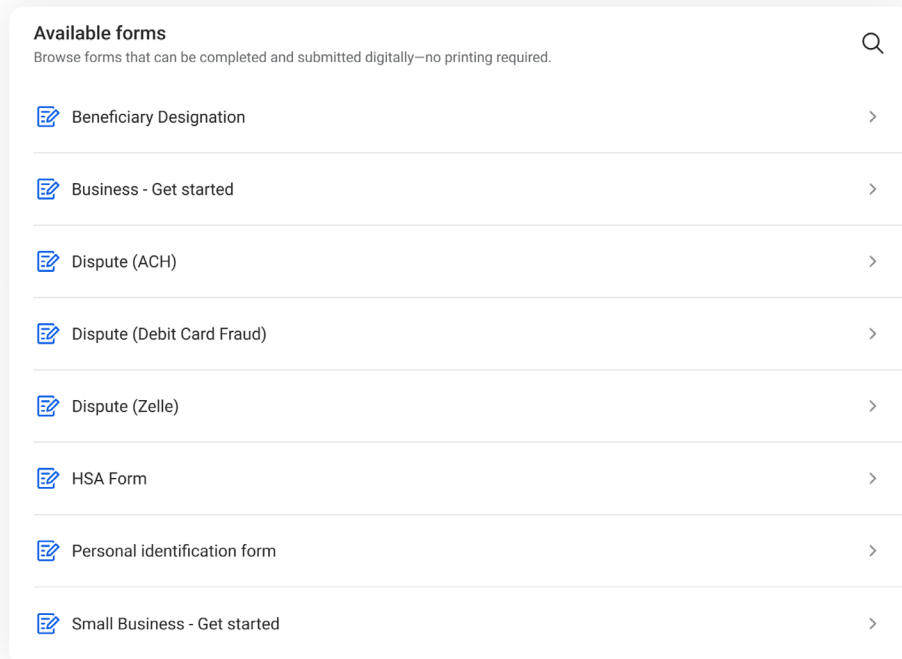 Available forms
Browse forms that can be completed and submitted digitally—no printing required.
Beneficiary Designation
Business - Get started
Dispute (ACH)
Dispute (Debit Card Fraud)
Dispute (Zelle)
HSA Form
Personal identification form
Small Business - Get started